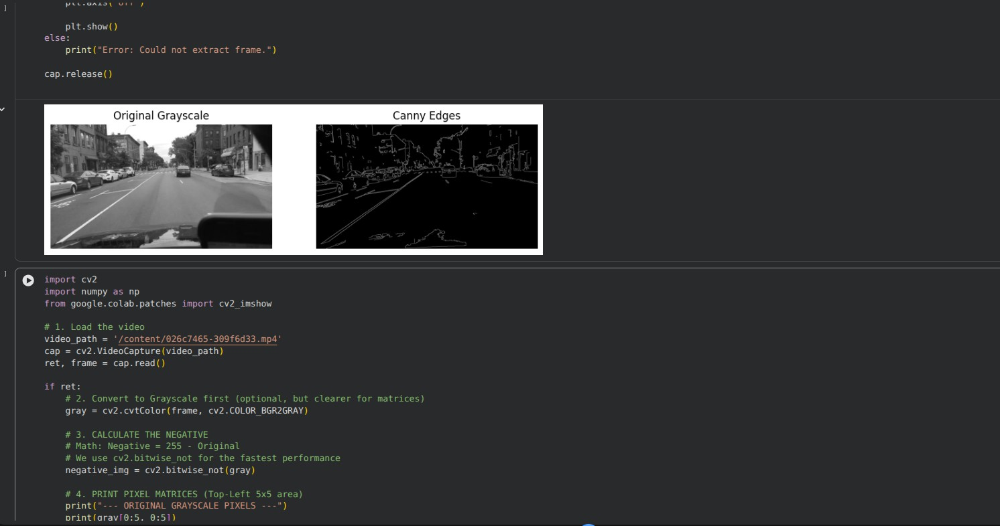 plt.axis('off')
plt.show()
else:
print("Error: Could not extract frame.")
cap.release()
Original Grayscale
Canny Edges
import cv2
import numpy as np
from google.colab.patches import cv2_imshow
# 1. Load the video
video_path = '/content/026c7465-309f6d33.mp4'
cap = cv2.VideoCapture(video_path)
ret, frame = cap.read()
if ret:
# 2. Convert to Grayscale first (optional, but clearer for matrices)
gray = cv2.cvtColor(frame, cv2.COLOR_BGR2GRAY)
# 3. CALCULATE THE NEGATIVE
# Math: Negative = 255 - Original
# We use cv2.bitwise_not for the fastest performance
negative_img = cv2.bitwise_not(gray)
# 4. PRINT PIXEL MATRICES (Top-Left 5x5 area)
print("--- ORIGINAL GRAYSCALE PIXELS ---")
print(gray[0:5, 0:5])